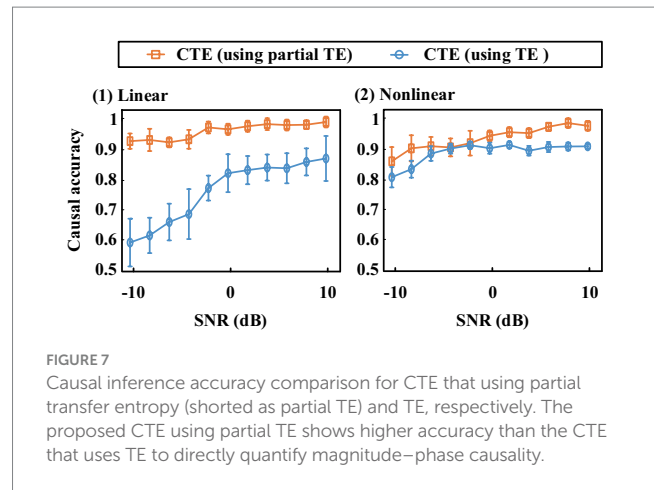 CTE (using partial TE) CTE (using TE )
(1) Linear (2) Nonlinear
Causal accuracy
1
0.9
0.8
0.7
0.6
0.5
-10 0 10
SNR (dB)
1
0.9
0.8
0.7
0.6
0.5
-10 0 10
SNR (dB)
FIGURE 7
Causal inference accuracy comparison for CTE that using partial
transfer entropy (shorted as partial TE) and TE, respectively. The
proposed CTE using partial TE shows higher accuracy than the CTE
that uses TE to directly quantify magnitude–phase causality.